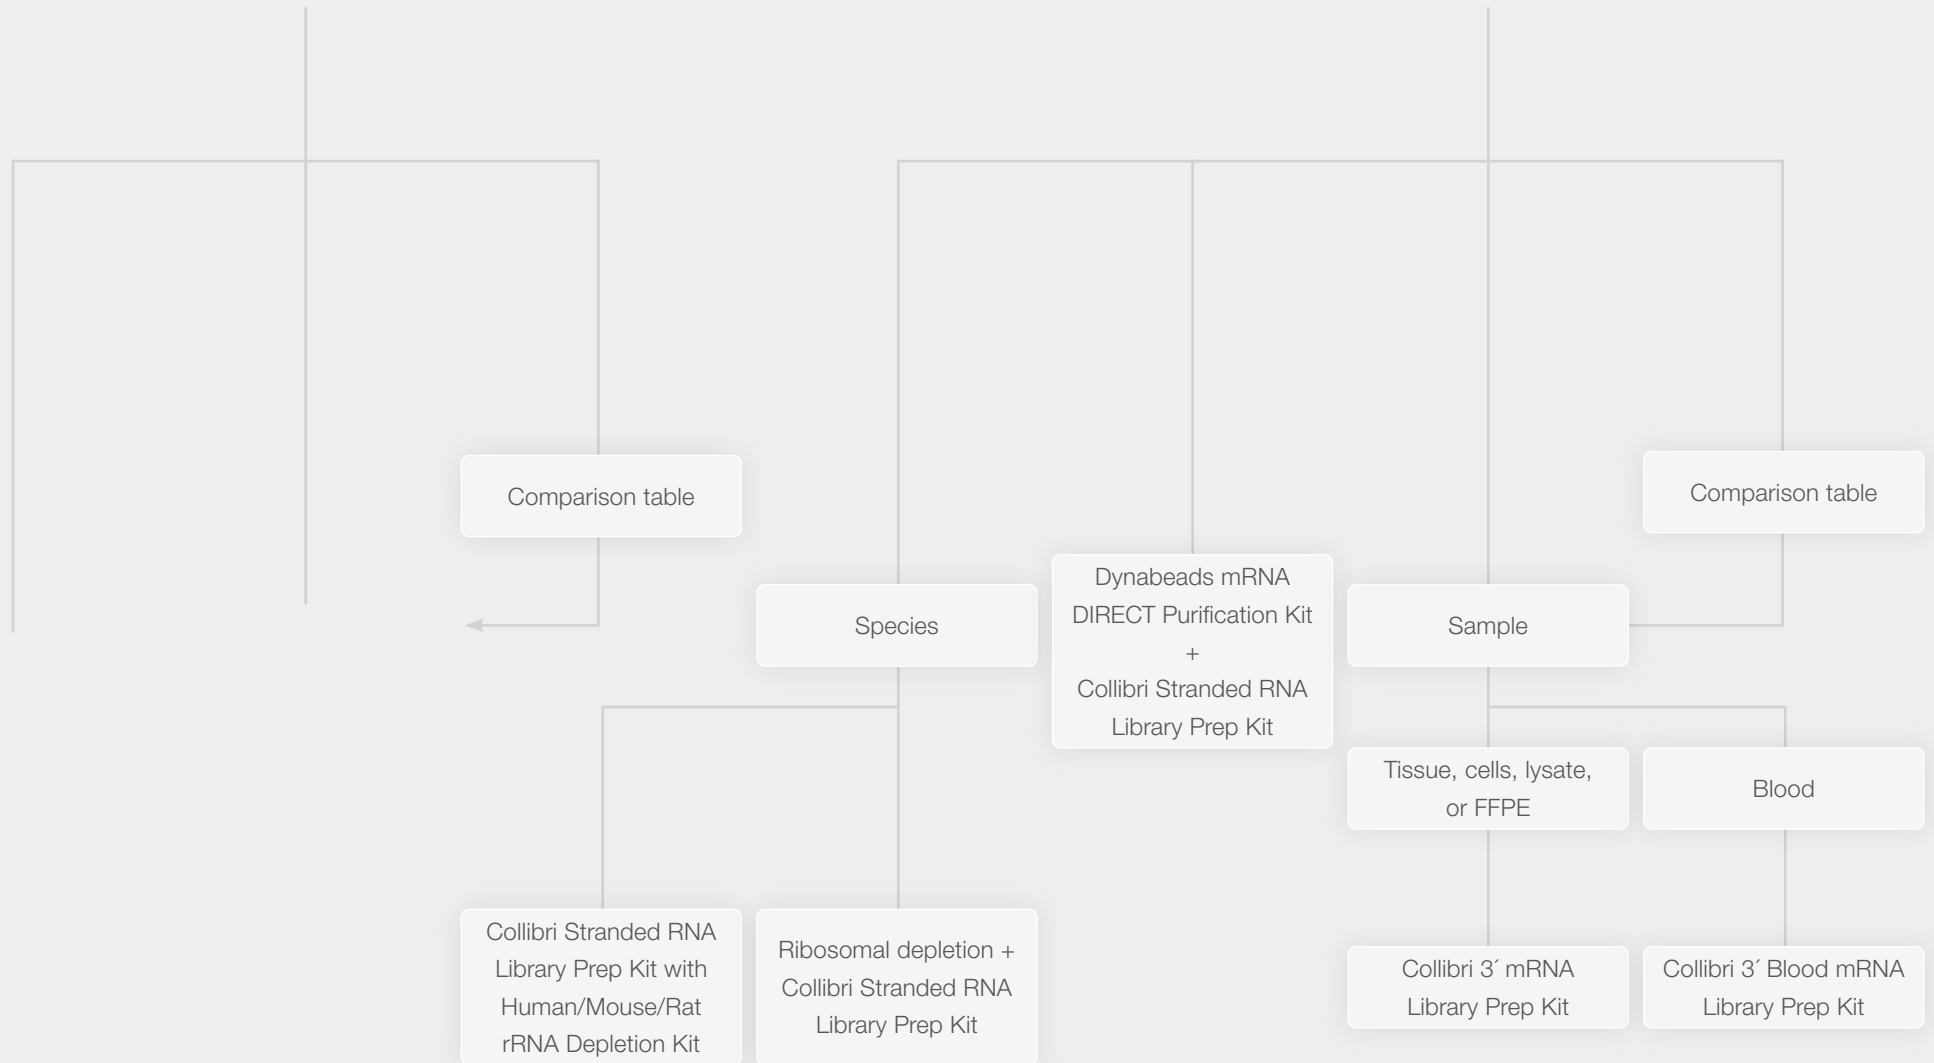 Comparison table
Comparison table
Species
Dynabeads mRNA
DIRECT Purification Kit
+
Collibri Stranded RNA
Library Prep Kit
Sample
Tissue, cells, lysate,
or FFPE
Blood
Collibri Stranded RNA
Library Prep Kit with
Human/Mouse/Rat
rRNA Depletion Kit
Ribosomal depletion +
Collibri Stranded RNA
Library Prep Kit
Collibri 3´ mRNA
Library Prep Kit
Collibri 3´ Blood mRNA
Library Prep Kit